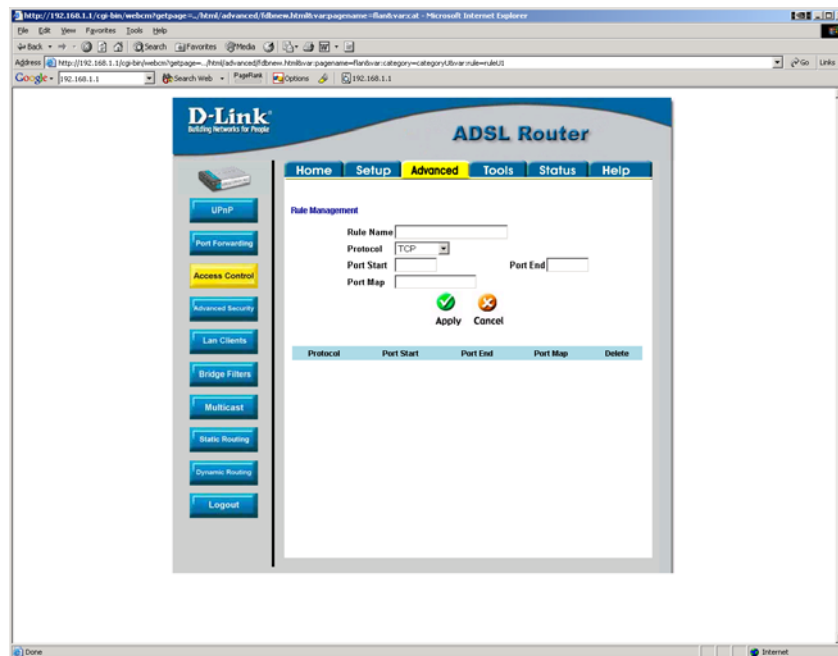 http://192.168.1.1/cgi-bin/webcm?getpage=../html/advanced/fdbnew.html&var:pagename=flan&var:cat - Microsoft Internet Explorer
File Edit View Favorites Tools Help
Back Search Favorites Media
Address http://192.168.1.1/cgi-bin/webcm?getpage=../html/advanced/fdbnew.html&var:pagename=flan&var:category=categoryU&var:rule=ruleU1 Go Links
Google 192.168.1.1 Search Web PageRank Options 192.168.1.1
D-Link
Building Networks for People
ADSL Router
Home Setup Advanced Tools Status Help
UPnP
Port Forwarding
Access Control
Advanced Security
Lan Clients
Bridge Filters
Multicast
Static Routing
Dynamic Routing
Logout
Rule Management
Rule Name
Protocol TCP
Port Start Port End
Port Map
Apply Cancel
Protocol Port Start Port End Port Map Delete
Done Internet